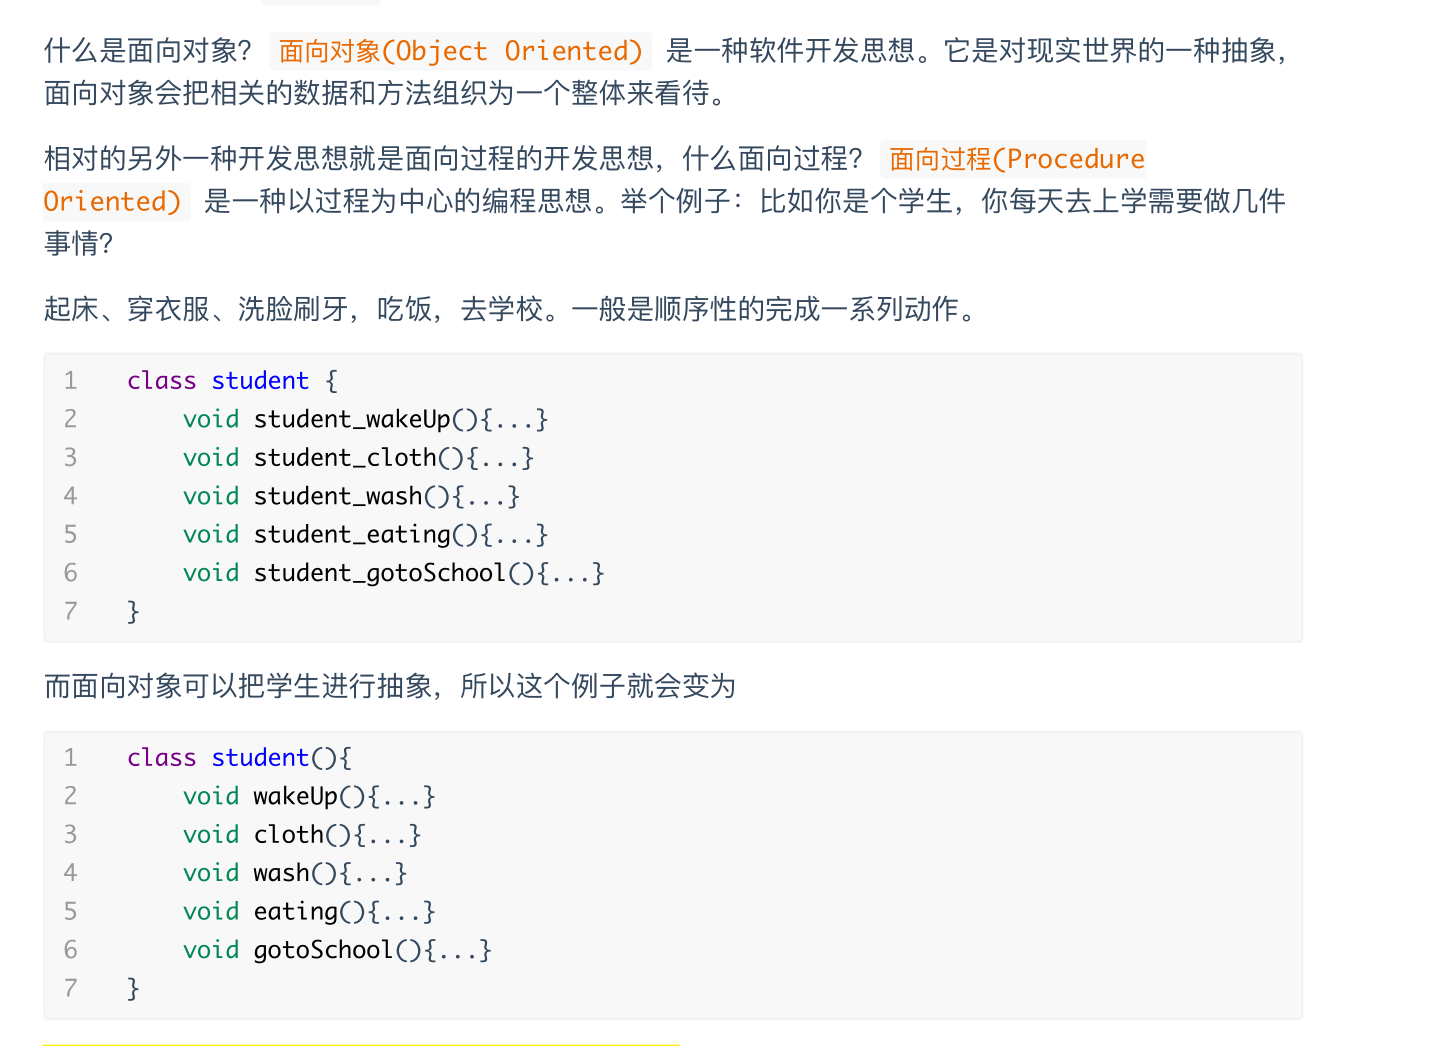 什么是面向对象？ 面向对象(Object Oriented) 是一种软件开发思想。它是对现实世界的一种抽象，
面向对象会把相关的数据和方法组织为一个整体来看待。
相对的另外一种开发思想就是面向过程的开发思想，什么面向过程？ 面向过程(Procedure
Oriented) 是一种以过程为中心的编程思想。举个例子：比如你是个学生，你每天去上学需要做几件
事情？
起床、穿衣服、洗脸刷牙，吃饭，去学校。一般是顺序性的完成一系列动作。
1 class student {
2 void student_wakeUp(){...}
3 void student_cloth(){...}
4 void student_wash(){...}
5 void student_eating(){...}
6 void student_gotoSchool(){...}
7 }
而面向对象可以把学生进行抽象，所以这个例子就会变为
1 class student(){
2 void wakeUp(){...}
3 void cloth(){...}
4 void wash(){...}
5 void eating(){...}
6 void gotoSchool(){...}
7 }